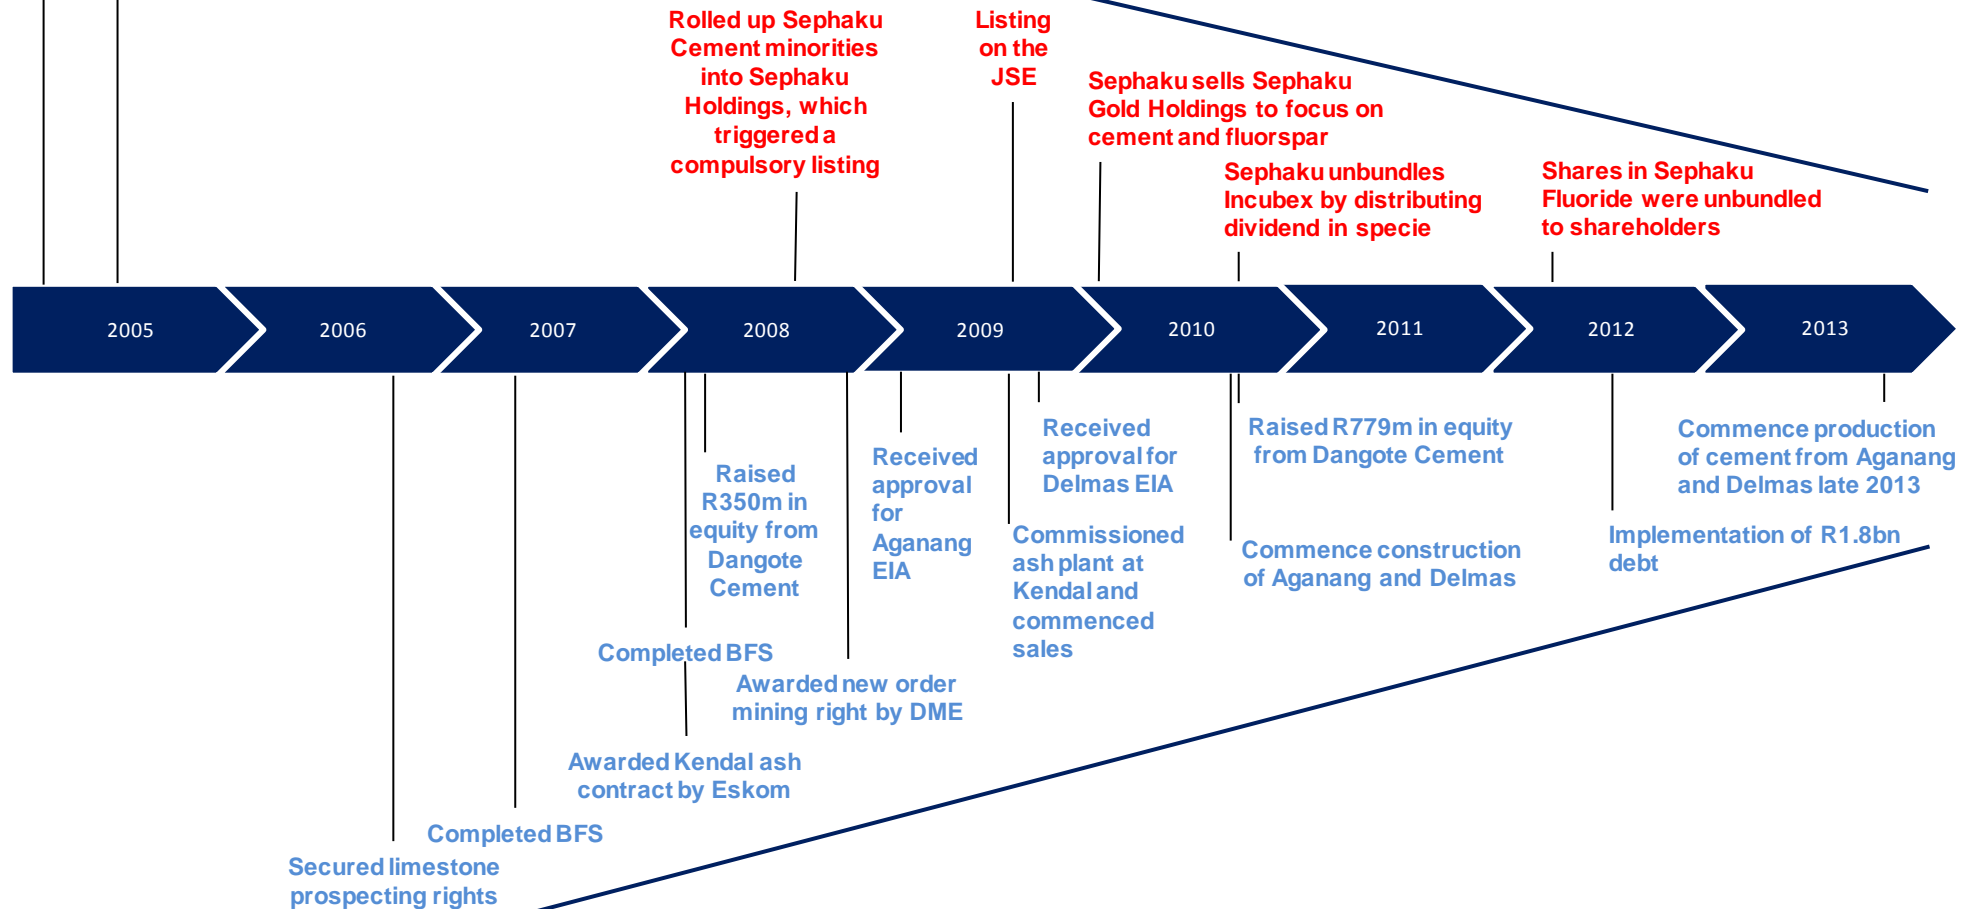 Rolled up Sephaku
Cement minorities
into Sephaku
Holdings, which
triggered a
compulsory listing
Listing
on the
JSE
Sephaku sells Sephaku
Gold Holdings to focus on
cement and fluorspar
Sephaku unbundles
Incubex by distributing
dividend in specie
Shares in Sephaku
Fluoride were unbundled
to shareholders
2005
2006
2007
2008
2009
2010
2011
2012
2013
Secured limestone
prospecting rights
Completed BFS
Awarded Kendal ash
contract by Eskom
Completed BFS
Raised
R350m in
equity from
Dangote
Cement
Awarded new order
mining right by DME
Received
approval
for
Aganang
EIA
Commissioned
ash plant at
Kendal and
commenced
sales
Received
approval for
Delmas EIA
Raised R779m in equity
from Dangote Cement
Commence construction
of Aganang and Delmas
Implementation of R1.8bn
debt
Commence production
of cement from Aganang
and Delmas late 2013